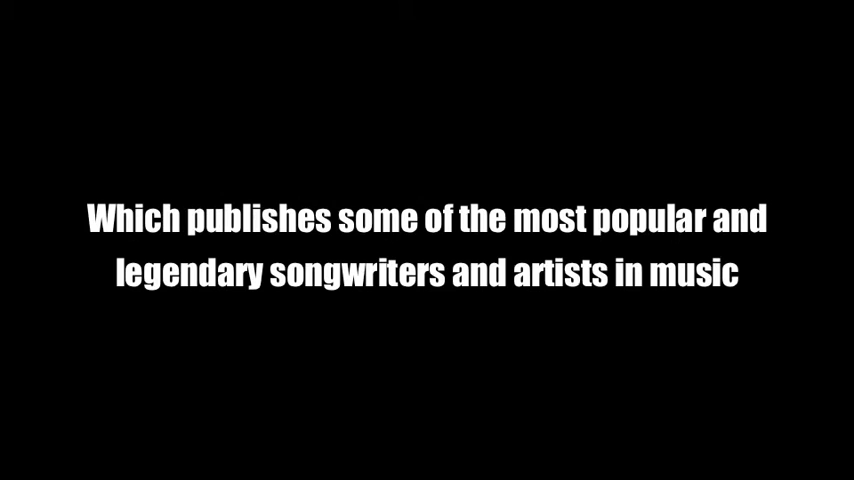 Which publishes some of the most popular and
legendary songwriters and artists in music